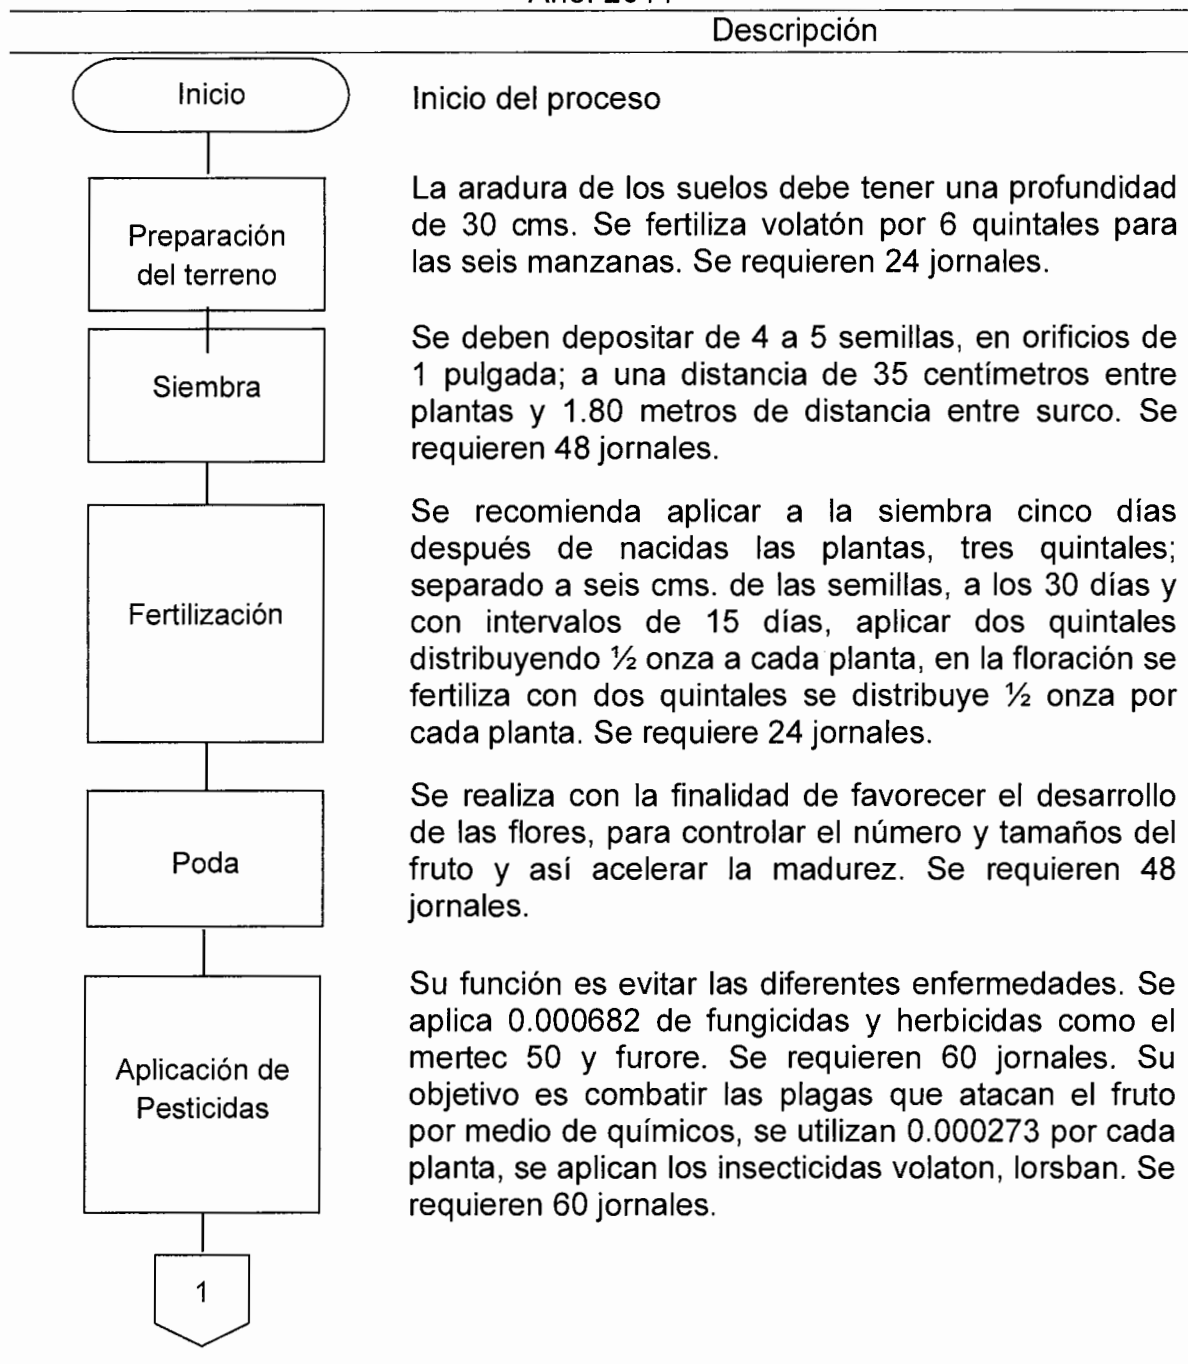 Descripción
Inicio
Inicio del proceso
Preparación
del terreno
La aradura de los suelos debe tener una profundidad
de 30 cms. Se fertiliza volatón por 6 quintales para
las seis manzanas. Se requieren 24 jornales.
Siembra
Se deben depositar de 4 a 5 semillas, en orificios de
1 pulgada; a una distancia de 35 centímetros entre
plantas y 1.80 metros de distancia entre surco. Se
requieren 48 jornales.
Fertilización
Se recomienda aplicar a la siembra cinco días
después de nacidas las plantas, tres quintales;
separado a seis cms. de las semillas, a los 30 días y
con intervalos de 15 días, aplicar dos quintales
distribuyendo ½ onza a cada planta, en la floración se
fertiliza con dos quintales se distribuye ½ onza por
cada planta. Se requiere 24 jornales.
Poda
Se realiza con la finalidad de favorecer el desarrollo
de las flores, para controlar el número y tamaños del
fruto y así acelerar la madurez. Se requieren 48
jornales.
Aplicación de
Pesticidas
Su función es evitar las diferentes enfermedades. Se
aplica 0.000682 de fungicidas y herbicidas como el
mertec 50 y furore. Se requieren 60 jornales. Su
objetivo es combatir las plagas que atacan el fruto
por medio de químicos, se utilizan 0.000273 por cada
planta, se aplican los insecticidas volaton, lorsban. Se
requieren 60 jornales.
1